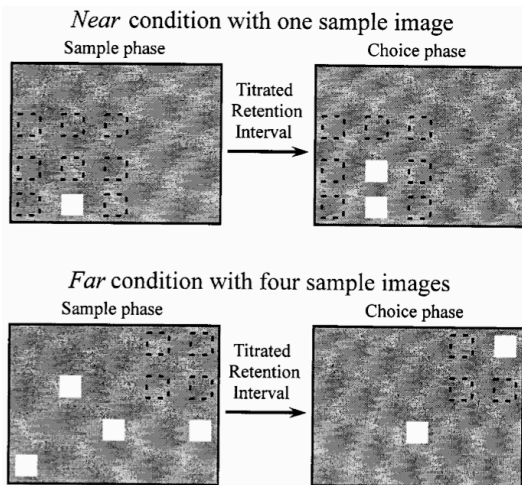 Near condition with one sample image
Sample phase
Choice phase
Titrated
Retention
Interval
Far condition with four sample images
Sample phase
Choice phase
Titrated
Retention
Interval